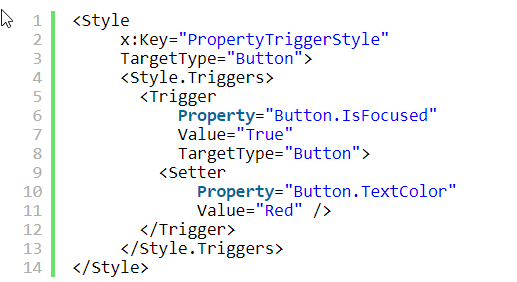 1 <Style
2 x:Key="PropertyTriggerStyle"
3 TargetType="Button">
4 <Style.Triggers>
5 <Trigger
6 Property="Button.IsFocused"
7 Value="True"
8 TargetType="Button">
9 <Setter
10 Property="Button.TextColor"
11 Value="Red" />
12 </Trigger>
13 </Style.Triggers>
14 </Style>